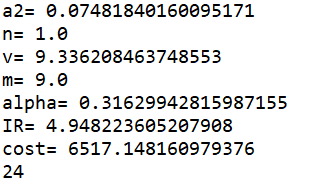 a2= 0.07481840160095171
n= 1.0
v= 9.336208463748553
m= 9.0
alpha= 0.31629942815987155
IR= 4.948223605207908
cost= 6517.148160979376
24